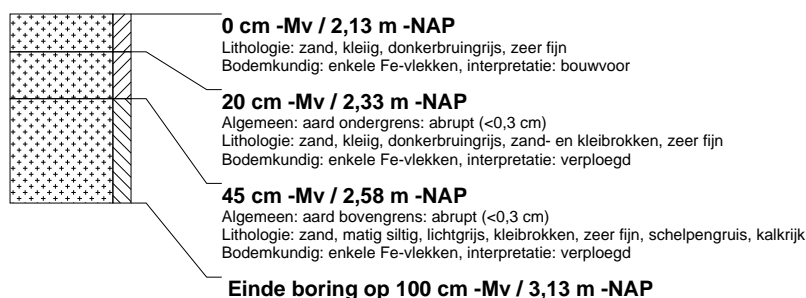 0 cm -Mv / 2,13 m -NAP
Lithologie: zand, kleiig, donkerbruingrijs, zeer fijn
Bodemkundig: enkele Fe-vlekken, interpretatie: bouwvoor
20 cm -Mv / 2,33 m -NAP
Algemeen: aard ondergrens: abrupt (<0,3 cm)
Lithologie: zand, kleiig, donkerbruingrijs, zand- en kleibrokken, zeer fijn
Bodemkundig: enkele Fe-vlekken, interpretatie: verploegd
45 cm -Mv / 2,58 m -NAP
Algemeen: aard bovengrens: abrupt (<0,3 cm)
Lithologie: zand, matig siltig, lichtgrijs, kleibrokken, zeer fijn, schelpengruis, kalkrijk
Bodemkundig: enkele Fe-vlekken, interpretatie: verploegd
Einde boring op 100 cm -Mv / 3,13 m -NAP